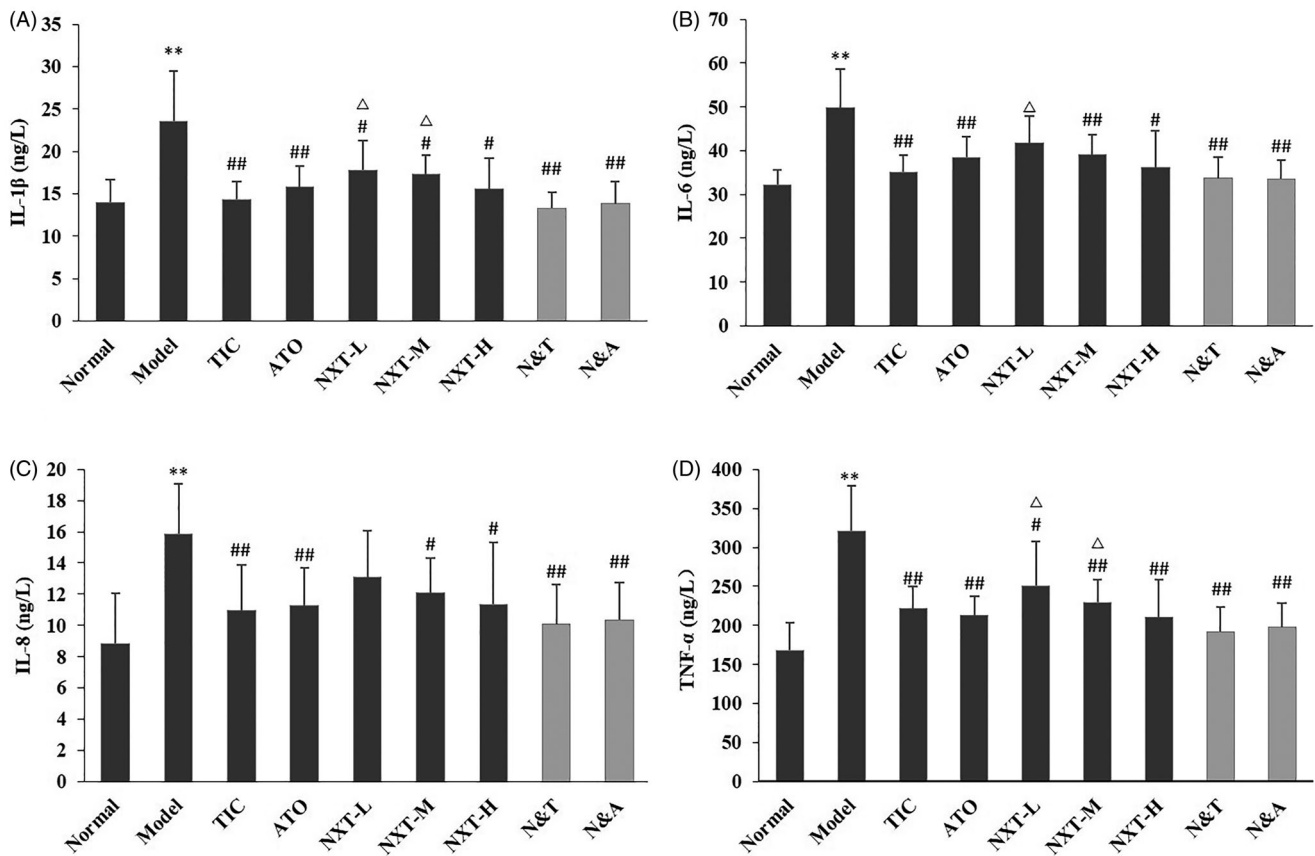 (A)
IL-1β (ng/L)
35
30
25
20
15
10
5
0
**
##
##
△
#
△
#
#
##
##
Normal
Model
TIC
ATO
NXT-L
NXT-M
NXT-H
N&T
N&A
(B)
IL-6 (ng/L)
70
60
50
40
30
20
10
0
**
##
##
△
##
#
##
##
Normal
Model
TIC
ATO
NXT-L
NXT-M
NXT-H
N&T
N&A
(C)
IL-8 (ng/L)
20
18
16
14
12
10
8
6
4
2
0
**
##
##
#
#
##
##
Normal
Model
TIC
ATO
NXT-L
NXT-M
NXT-H
N&T
N&A
(D)
TNF-α (ng/L)
400
350
300
250
200
150
100
50
0
**
##
##
△
#
△
##
##
##
##
Normal
Model
TIC
ATO
NXT-L
NXT-M
NXT-H
N&T
N&A